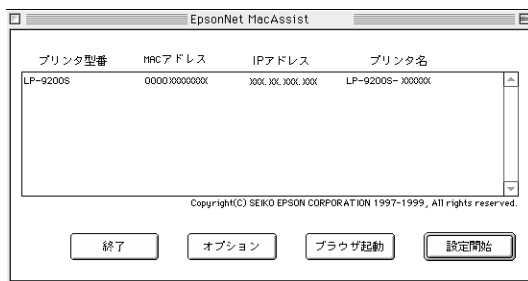 EpsonNet MacAssist
プリンタ型番 MACアドレス IPアドレス プリンタ名
LP-9200S 0000XXXXXXXX XXX.XX.XXX.XXX LP-9200S-XXXXXX
Copyright(C) SEIKO EPSON CORPORATION 1997-1999, All rights reserved.
終了 オプション ブラウザ起動 設定開始